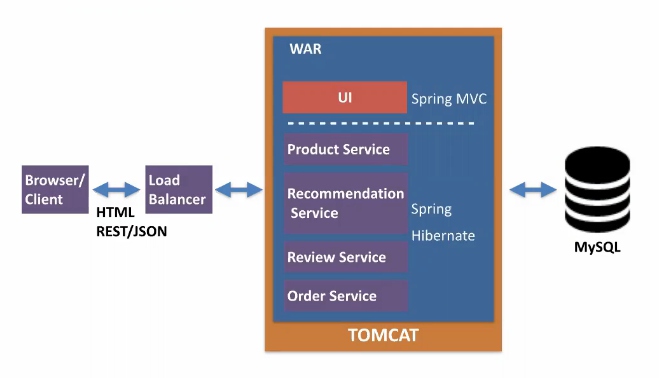 WAR
UI
Spring MVC
Product Service
Browser/
Client
Load
Balancer
HTML
REST/JSON
Recommendation
Service
Spring
Hibernate
Review Service
Order Service
MySQL
TOMCAT